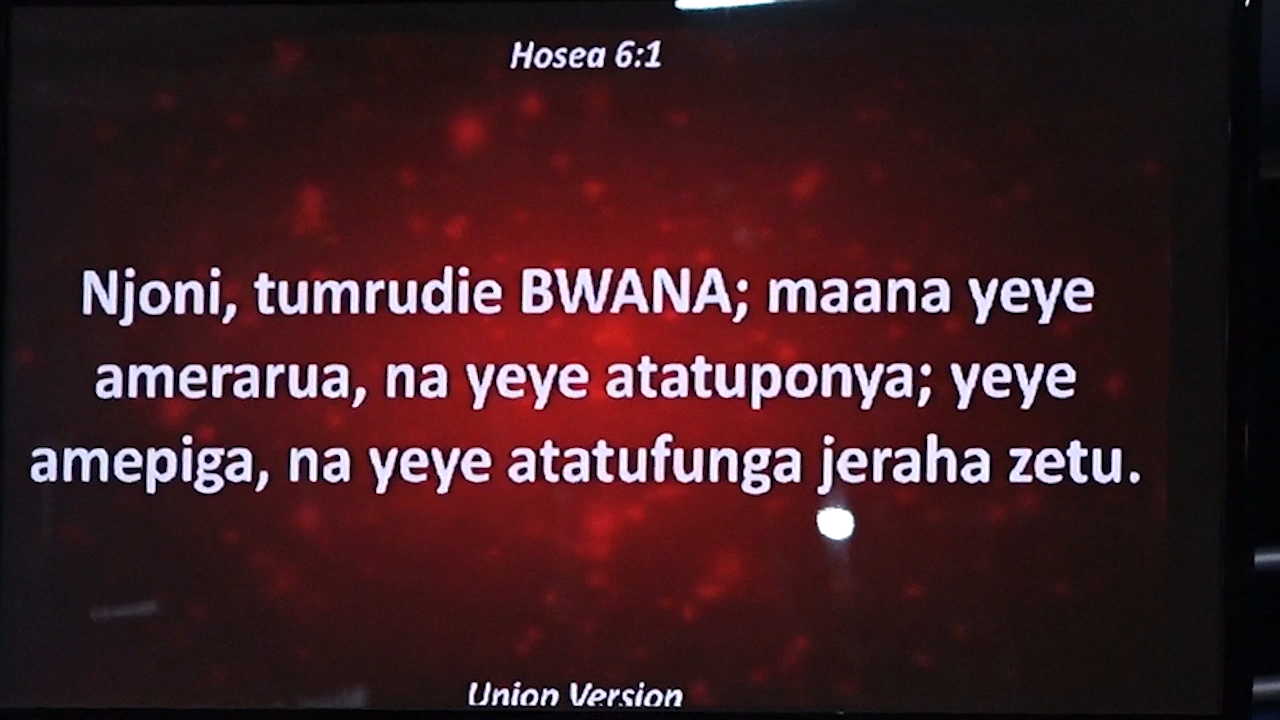 Hosea 6:1
Njoni, tumrudie BWANA; maana yeye
amerarua, na yeye atatuponya; yeye
amepiga, na yeye atatufunga jeraha zetu.
Union Version